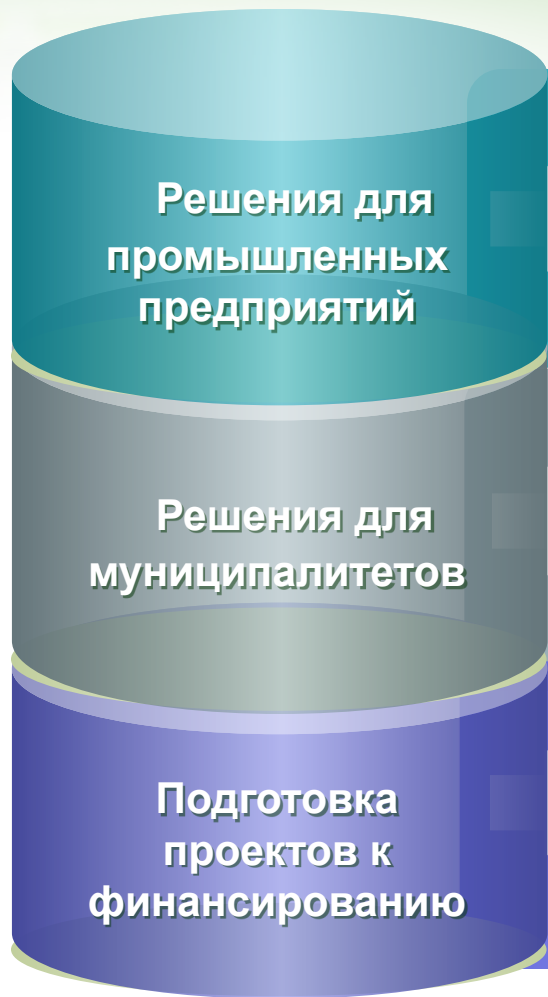 Решения для
промышленных
предприятий
Решения для
муниципалитетов
Подготовка
проектов к
финансированию